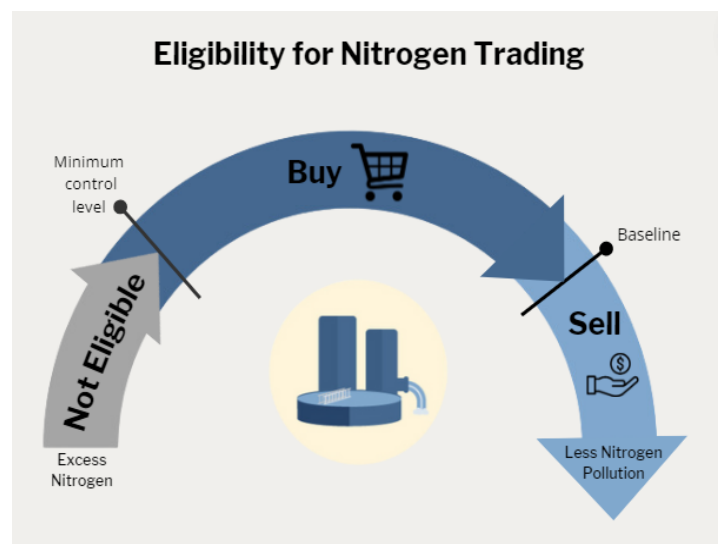 Eligibility for Nitrogen Trading
Minimum
control
level
Buy
Baseline
Not Eligible
Sell
$
Excess
Nitrogen
Less Nitrogen
Pollution